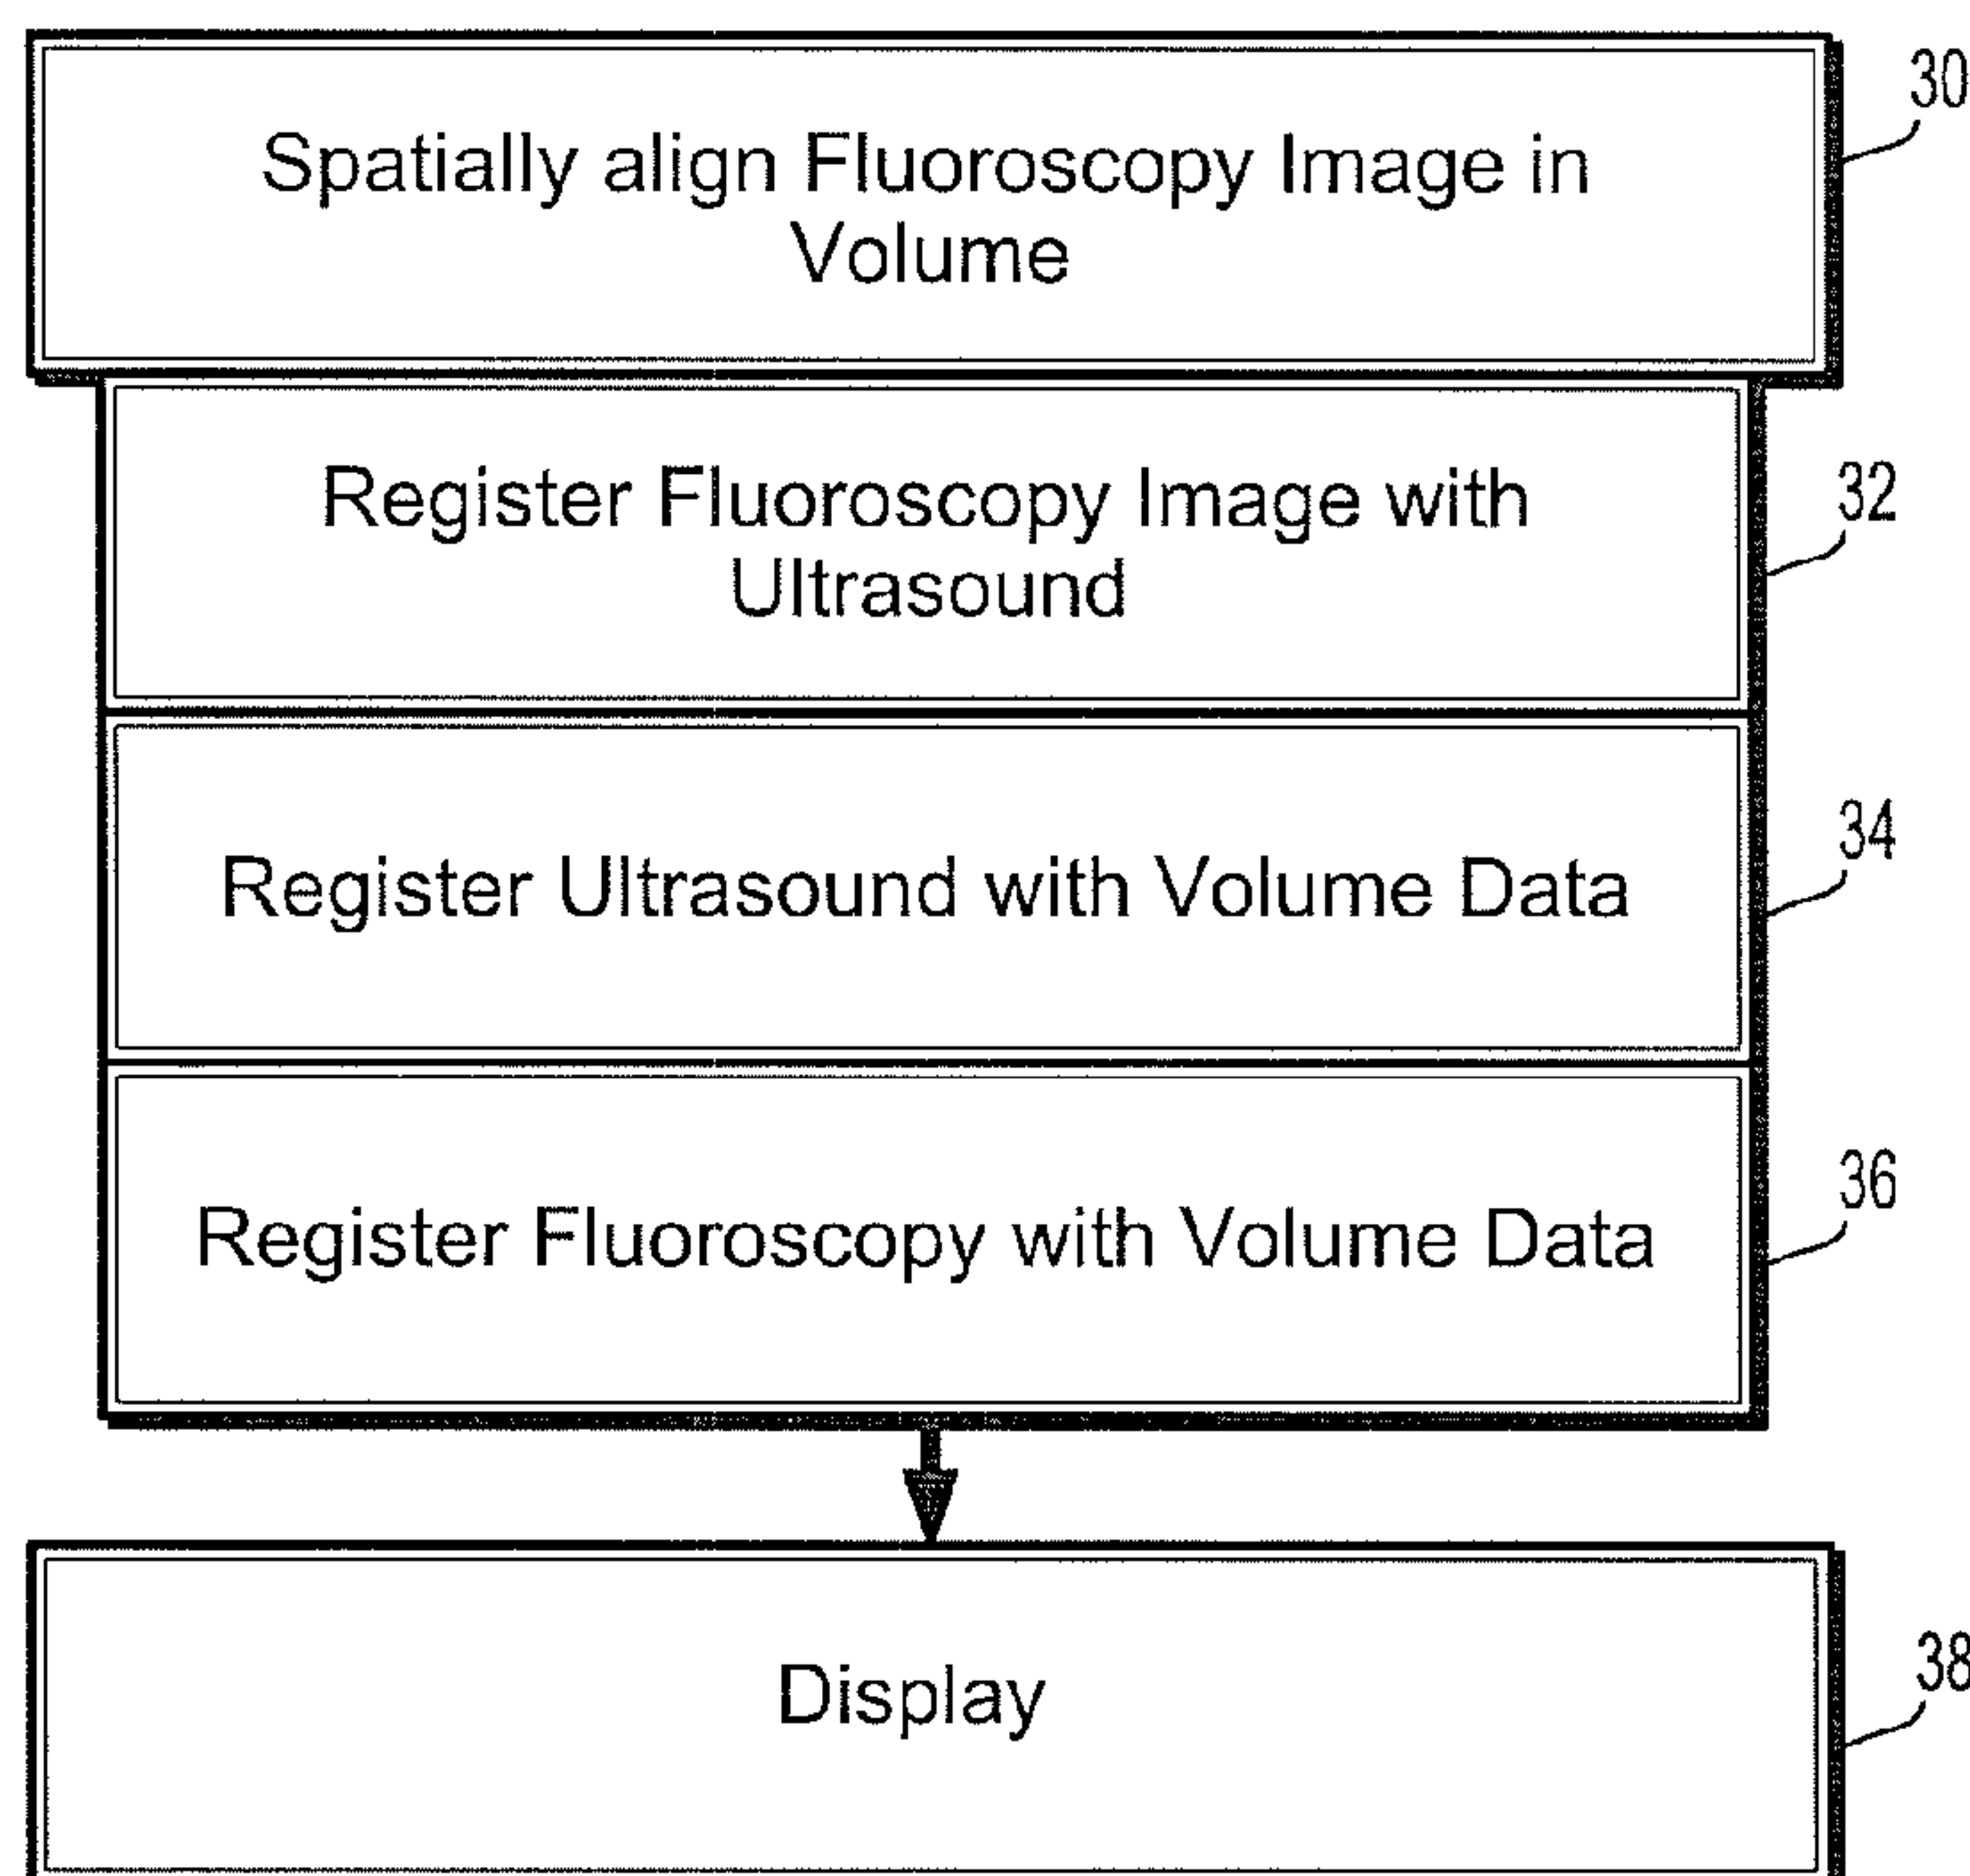 Spatially align Fluoroscopy Image in
Volume
30
Register Fluoroscopy Image with
Ultrasound
32
Register Ultrasound with Volume Data
34
Register Fluoroscopy with Volume Data
36
Display
38